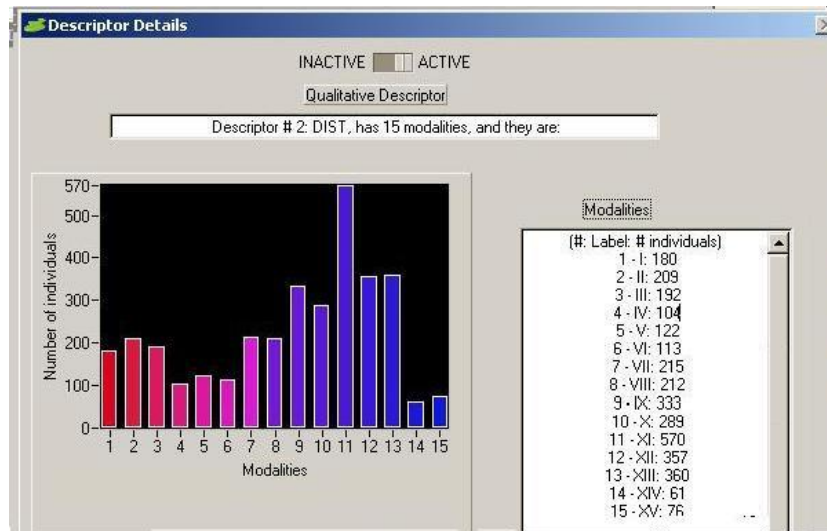 Descriptor Details
INACTIVE ACTIVE
Qualitative Descriptor
Descriptor # 2: DIST, has 15 modalities, and they are:
570
500
400
300
200
100
0
Number of individuals
1 2 3 4 5 6 7 8 9 10 11 12 13 14 15
Modalities
Modalities
(#: Label: # individuals)
1 - I: 180
2 - II: 209
3 - III: 192
4 - IV: 104
5 - V: 122
6 - VI: 113
7 - VII: 215
8 - VIII: 212
9 - IX: 333
10 - X: 289
11 - XI: 570
12 - XII: 357
13 - XIII: 360
14 - XIV: 61
15 - XV: 76